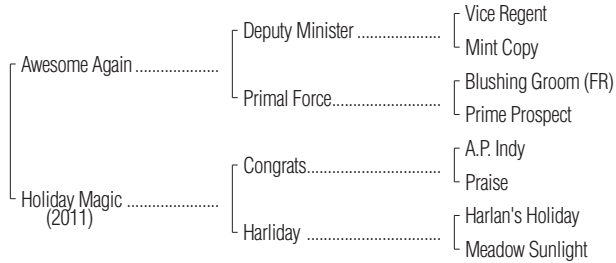 Vice Regent
Deputy Minister ..................
Mint Copy
Awesome Again ..................
Blushing Groom (FR)
Primal Force........................
Prime Prospect
A.P. Indy
Congrats.............................
Praise
Holiday Magic ....................
(2011)
Harlan's Holiday
Harliday .............................
Meadow Sunlight